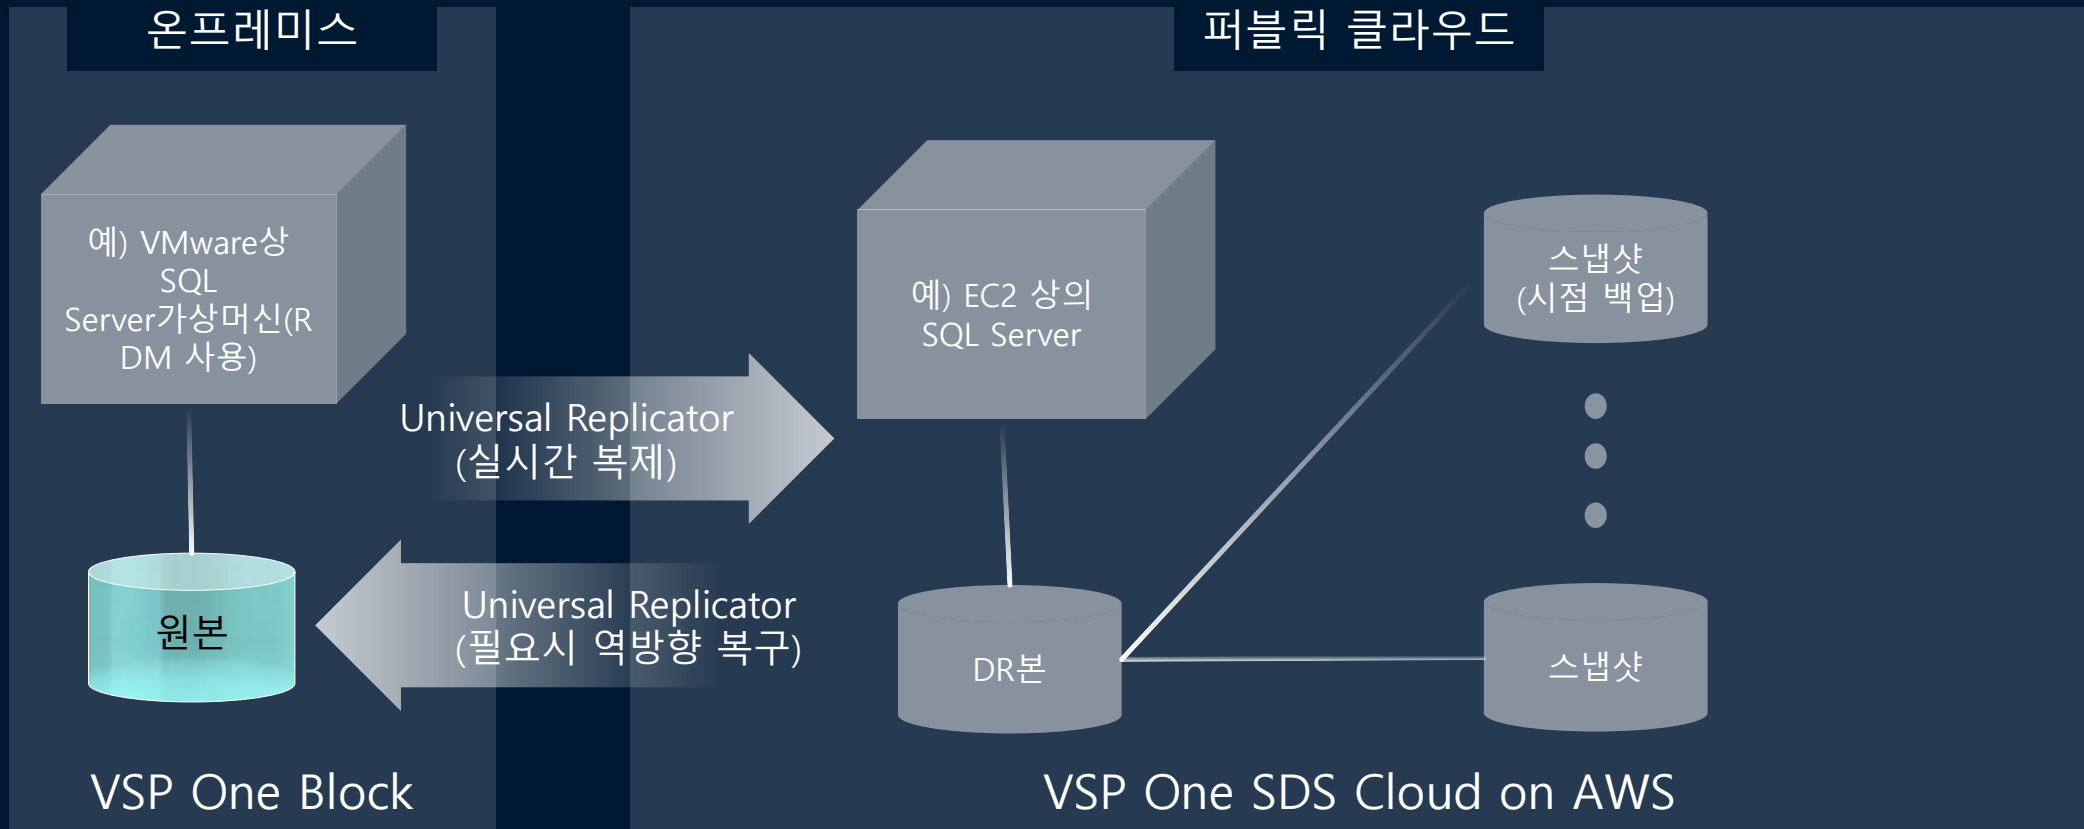 온프레미스
퍼블릭 클라우드
예) VMware상
SQL
Server가상머신(R
DM 사용)
예) EC2 상의
SQL Server
스냅샷
(시점 백업)
Universal Replicator
(실시간 복제)
Universal Replicator
(필요시 역방향 복구)
원본
DR본
스냅샷
VSP One Block
VSP One SDS Cloud on AWS